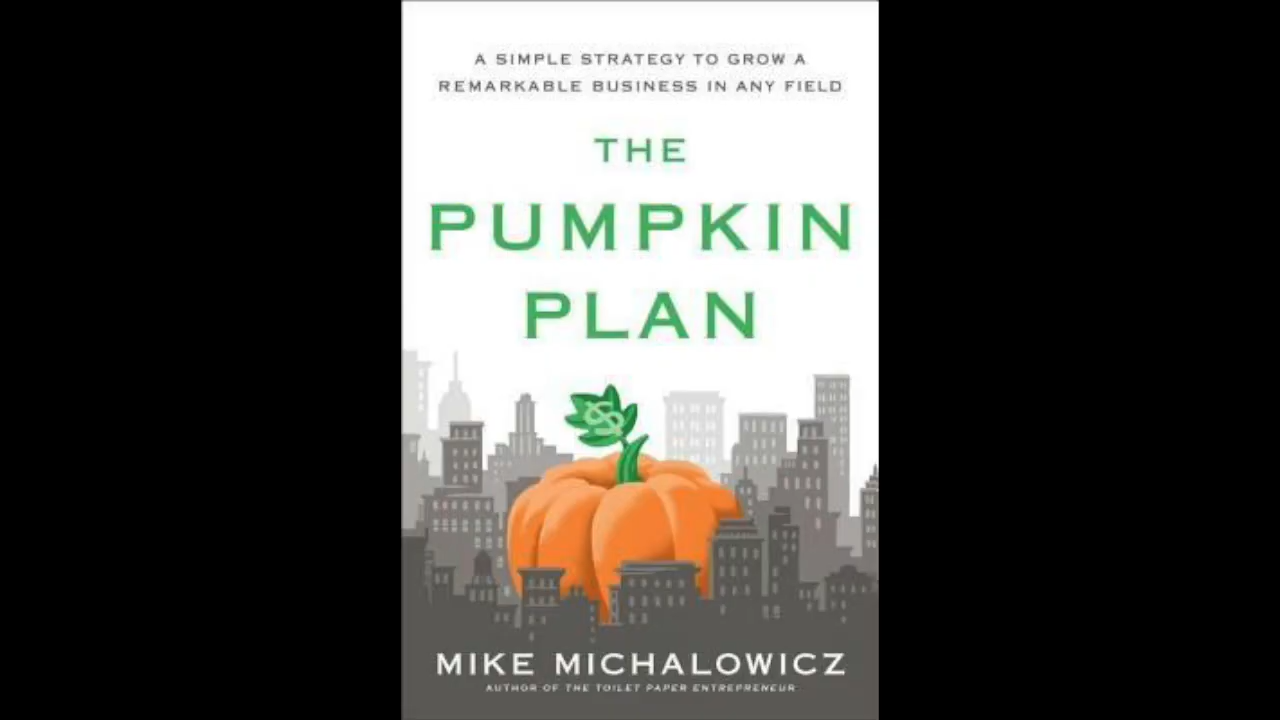 A SIMPLE STRATEGY TO GROW A
REMARKABLE BUSINESS IN ANY FIELD
THE
PUMPKIN
PLAN
$
MIKE MICHALOWICZ
AUTHOR OF THE TOILET PAPER ENTREPRENEUR